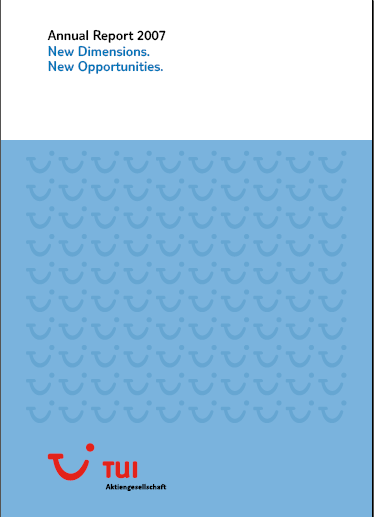 Annual Report 2007
New Dimensions.
New Opportunities.
TUI
Aktiengesellschaft